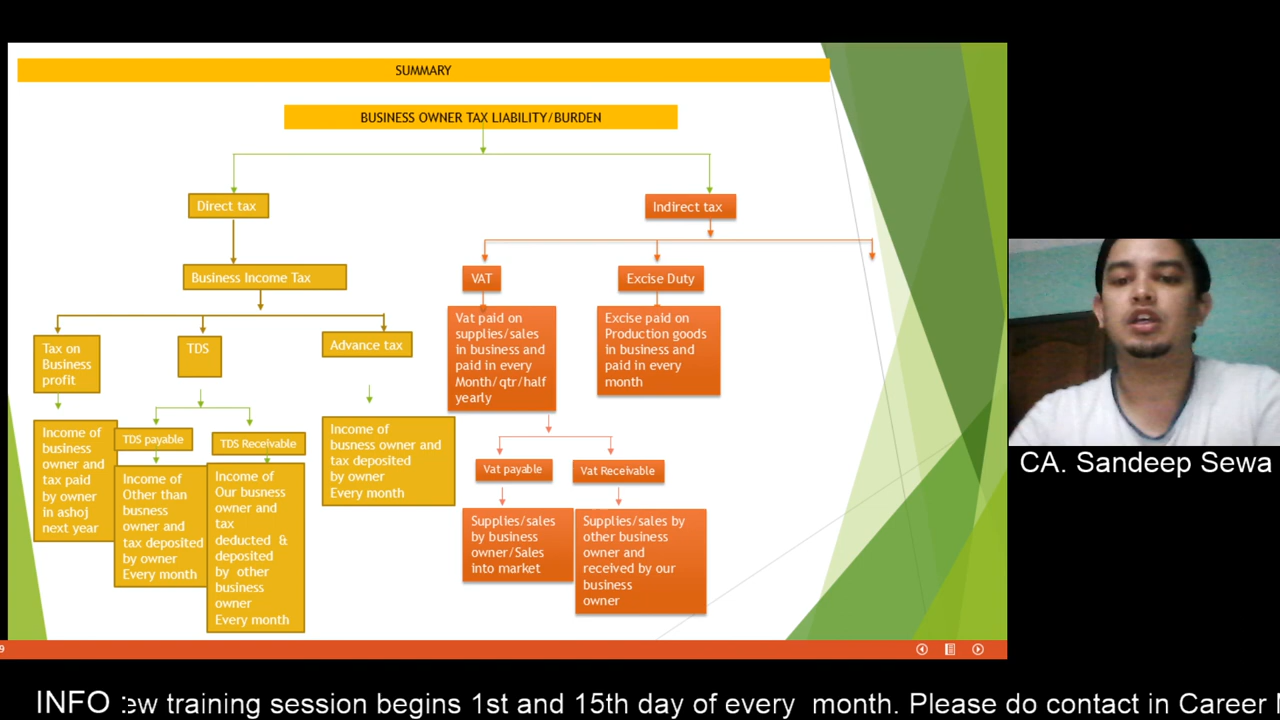 SUMMARY
BUSINESS OWNER TAX LIABILITY/BURDEN
Direct tax
Indirect tax
Business Income Tax
VAT
Excise Duty
Tax on
Business
profit
TDS
Advance tax
Vat paid on
supplies/sales
in business and
paid in every
Month/qtr/half
yearly
Excise paid on
Production goods
in business and
paid in every
month
Income of
business
owner and
tax paid
by owner
in ashoj
next year
TDS payable
TDS Receivable
Income of
Other than
business
owner and
tax deposited
by owner
Every month
Income of
Our busness
owner and
tax
deducted &
deposited
by other
business
owner
Every month
Income of
business owner and
tax deposited
by owner
Every month
Vat payable
Vat Receivable
Supplies/sales
by business
owner/Sales
into market
Supplies/sales by
other business
owner and
received by our
business
owner
9
CA. Sandeep Sewa
INFO : ew training session begins 1st and 15th day of every month. Please do contact in Career